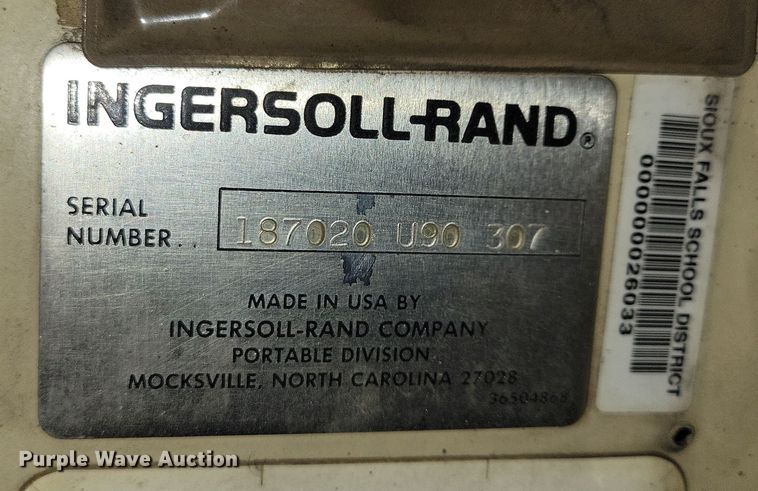 INGERSOLL-RAND®
SERIAL
NUMBER.. 187020 U90 307
MADE IN USA BY
INGERSOLL-RAND COMPANY
PORTABLE DIVISION
MOCKSVILLE, NORTH CAROLINA 27028
36504868
SIOUX FALLS SCHOOL DISTRICT
000000026033
Purple Wave Auction